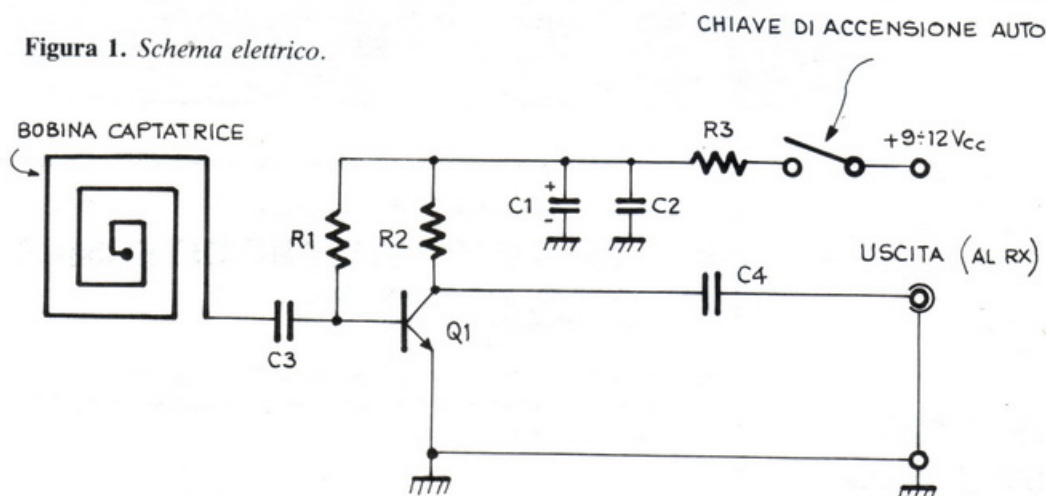 CHIAVE DI ACCENSIONE AUTO
Figura 1. Schema elettrico.
BOBINA CAPTATRICE
R3
+9÷12Vcc
R1
R2
C1
+
-
C2
USCITA (AL RX)
C4
C3
Q1